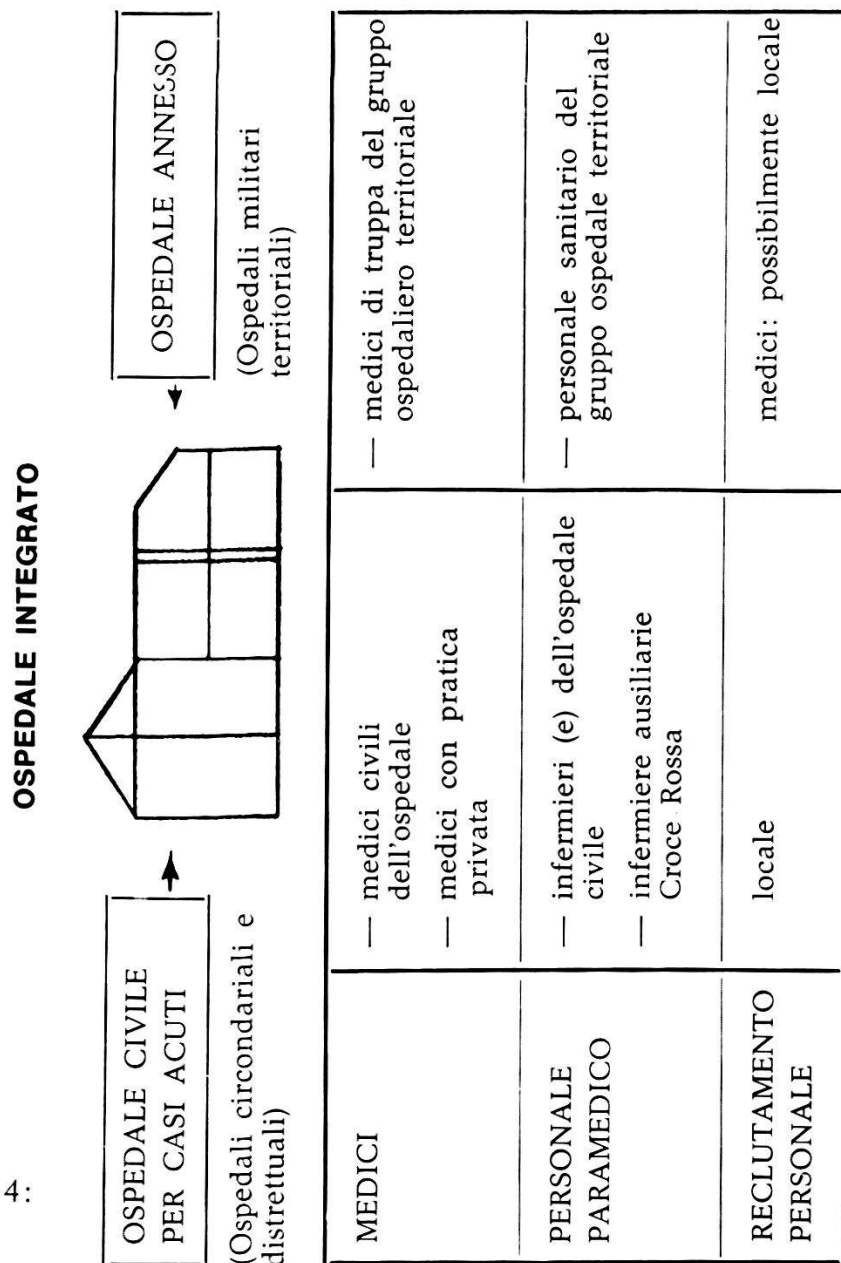 4:
OSPEDALE INTEGRATO
OSPEDALE CIVILE
PER CASI ACUTI
(Ospedali circondariali e
distrettuali)
OSPEDALE ANNESSO
(Ospedali militari
territoriali)
MEDICI
— medici civili
dell'ospedale
— medici con pratica
privata
— medici di truppa del gruppo
ospedaliero territoriale
PERSONALE
PARAMEDICO
— infermieri (e) dell'ospedale
civile
— infermiere ausiliarie
Croce Rossa
— personale sanitario del
gruppo ospedale territoriale
RECLUTAMENTO
PERSONALE
locale
medici: possibilmente locale